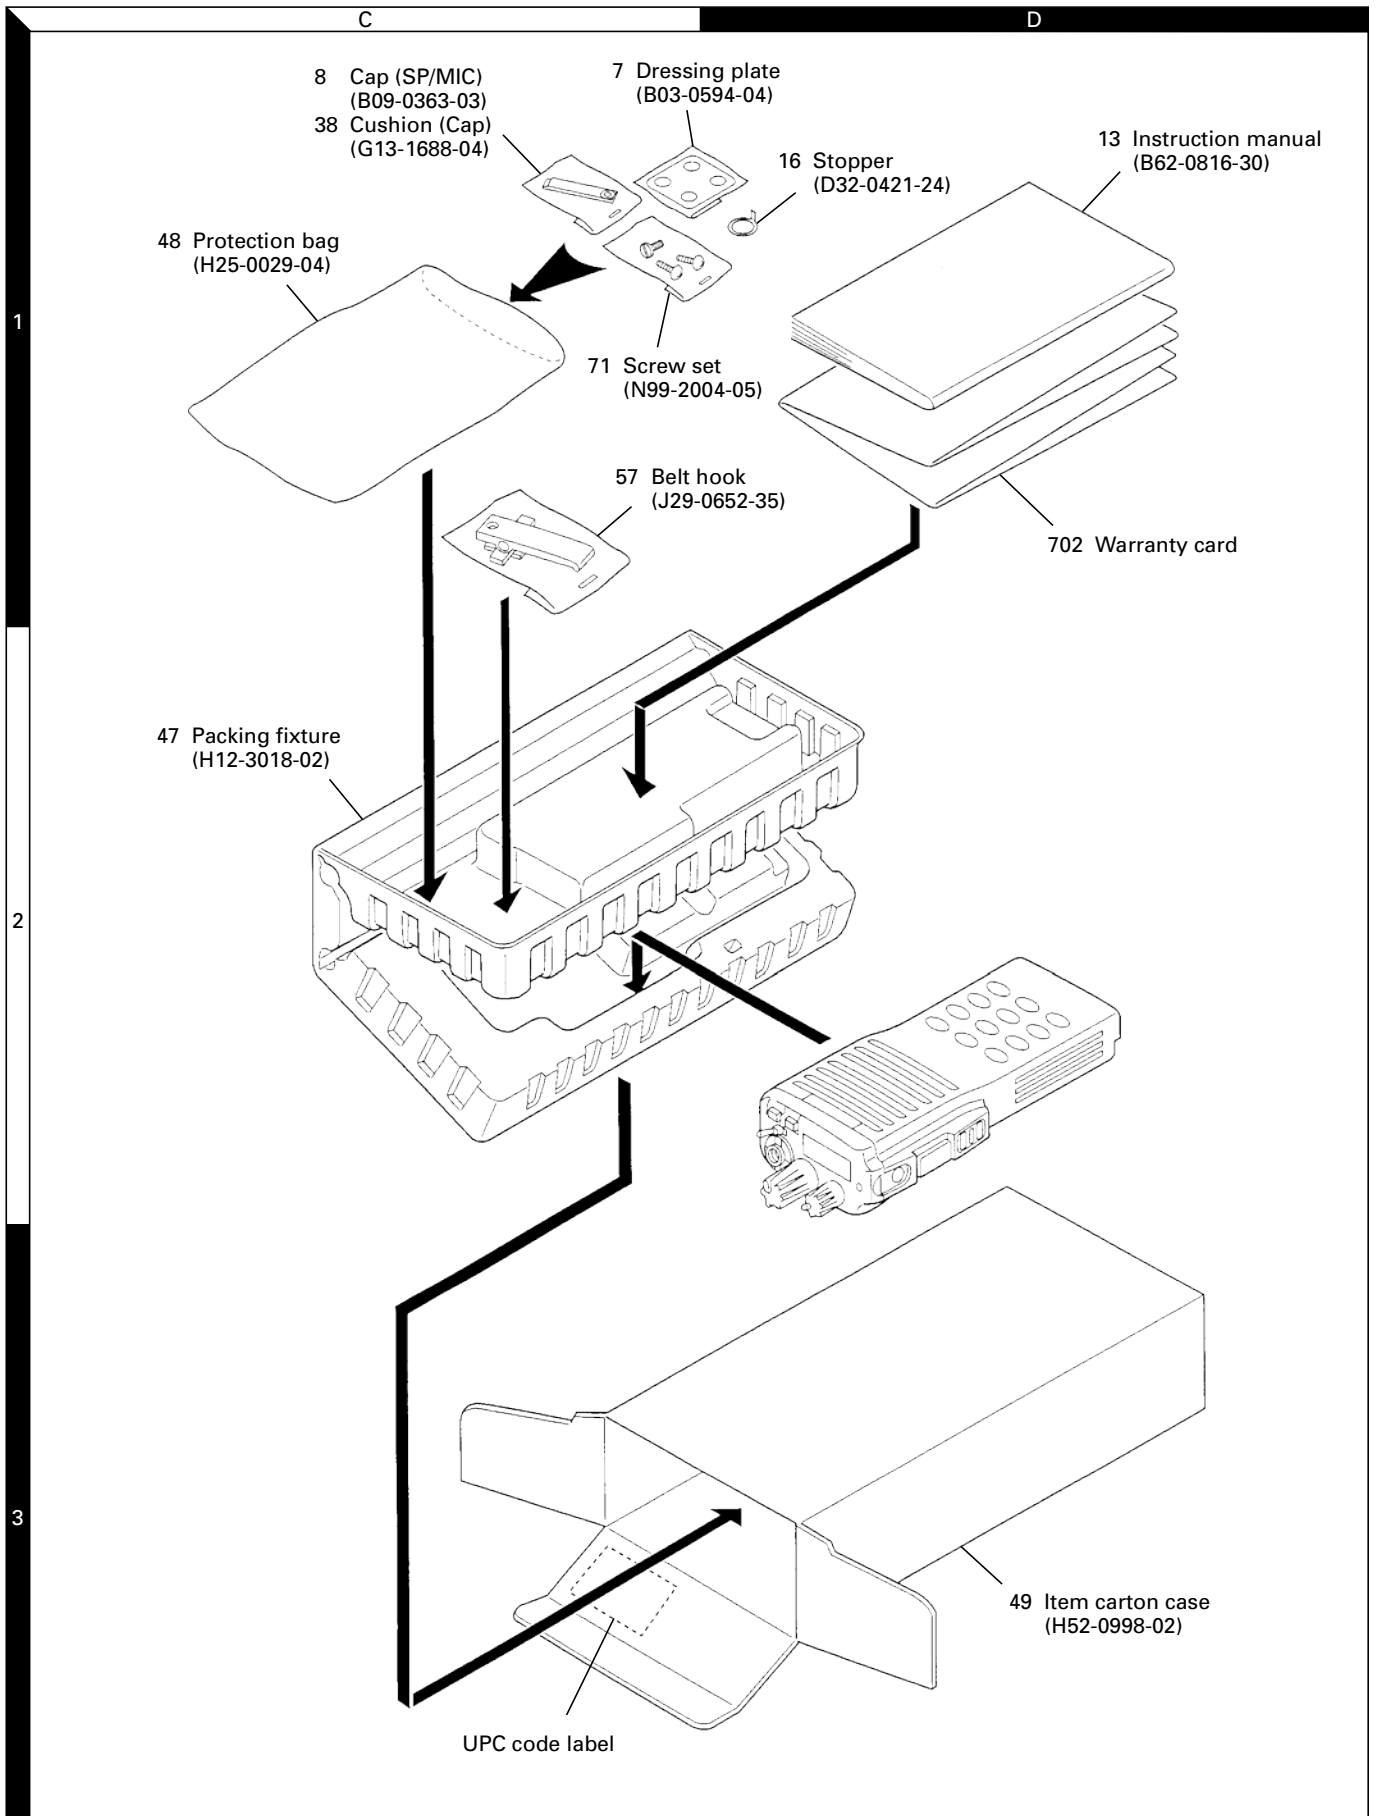 C
D
8 Cap (SP/MIC)
(B09-0363-03)
38 Cushion (Cap)
(G13-1688-04)
7 Dressing plate
(B03-0594-04)
16 Stopper
(D32-0421-24)
13 Instruction manual
(B62-0816-30)
48 Protection bag
(H25-0029-04)
1
71 Screw set
(N99-2004-05)
57 Belt hook
(J29-0652-35)
702 Warranty card
47 Packing fixture
(H12-3018-02)
2
3
49 Item carton case
(H52-0998-02)
UPC code label